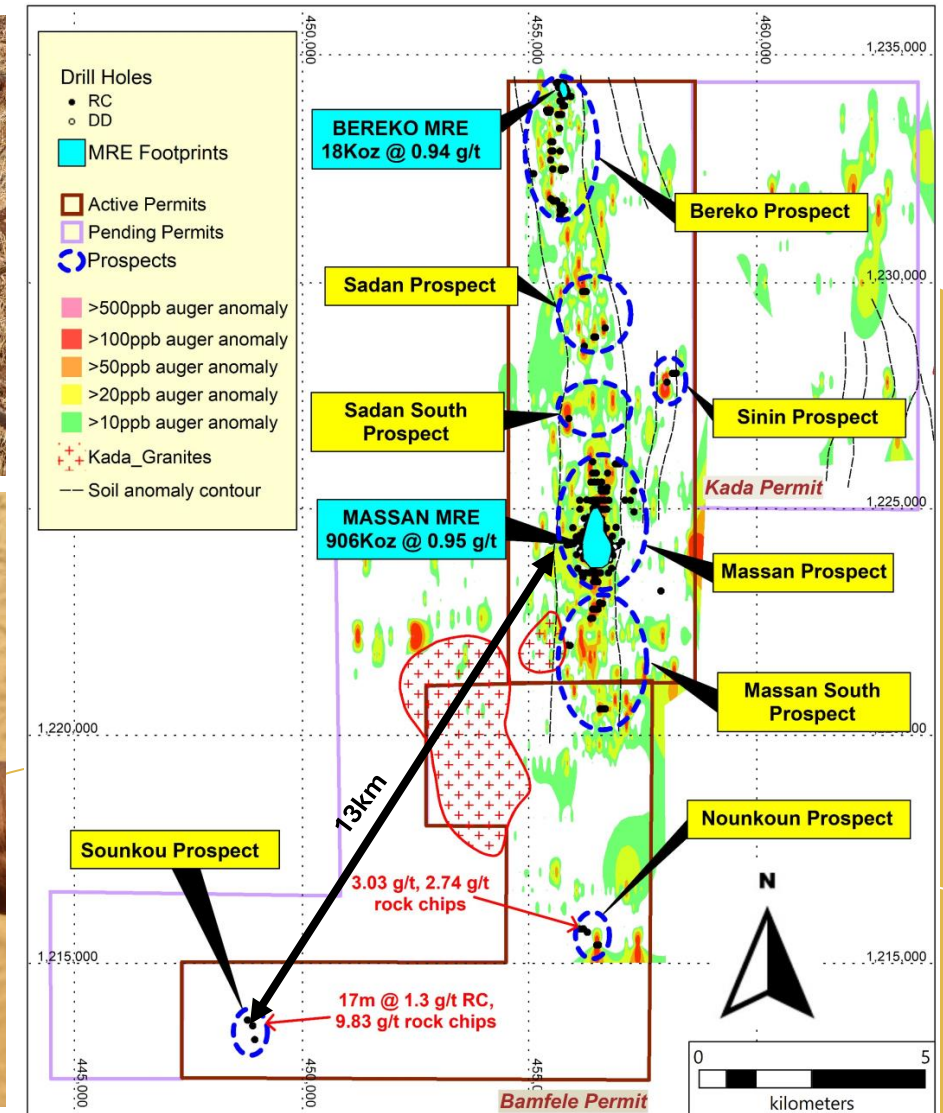 450,000
455,000
460,000
1,235,000
Drill Holes
RC
DD
MRE Footprints
Active Permits
Pending Permits
Prospects
>500ppb auger anomaly
>100ppb auger anomaly
>50ppb auger anomaly
>20ppb auger anomaly
>10ppb auger anomaly
Kada_Granites
Soil anomaly contour
BEREKO MRE
18Koz @ 0.94 g/t
Bereko Prospect
1,230,000
Sadan Prospect
Sadan South
Prospect
Sinin Prospect
Kada Permit
1,225,000
MASSAN MRE
906Koz @ 0.95 g/t
Massan Prospect
Massan South
Prospect
1,220,000
13km
Nounkoun Prospect
Sounkou Prospect
3.03 g/t, 2.74 g/t
rock chips
N
1,215,000
1,215,000
17m @ 1.3 g/t RC,
9.83 g/t rock chips
445,000
450,000
Bamfele Permit
0
5
kilometers